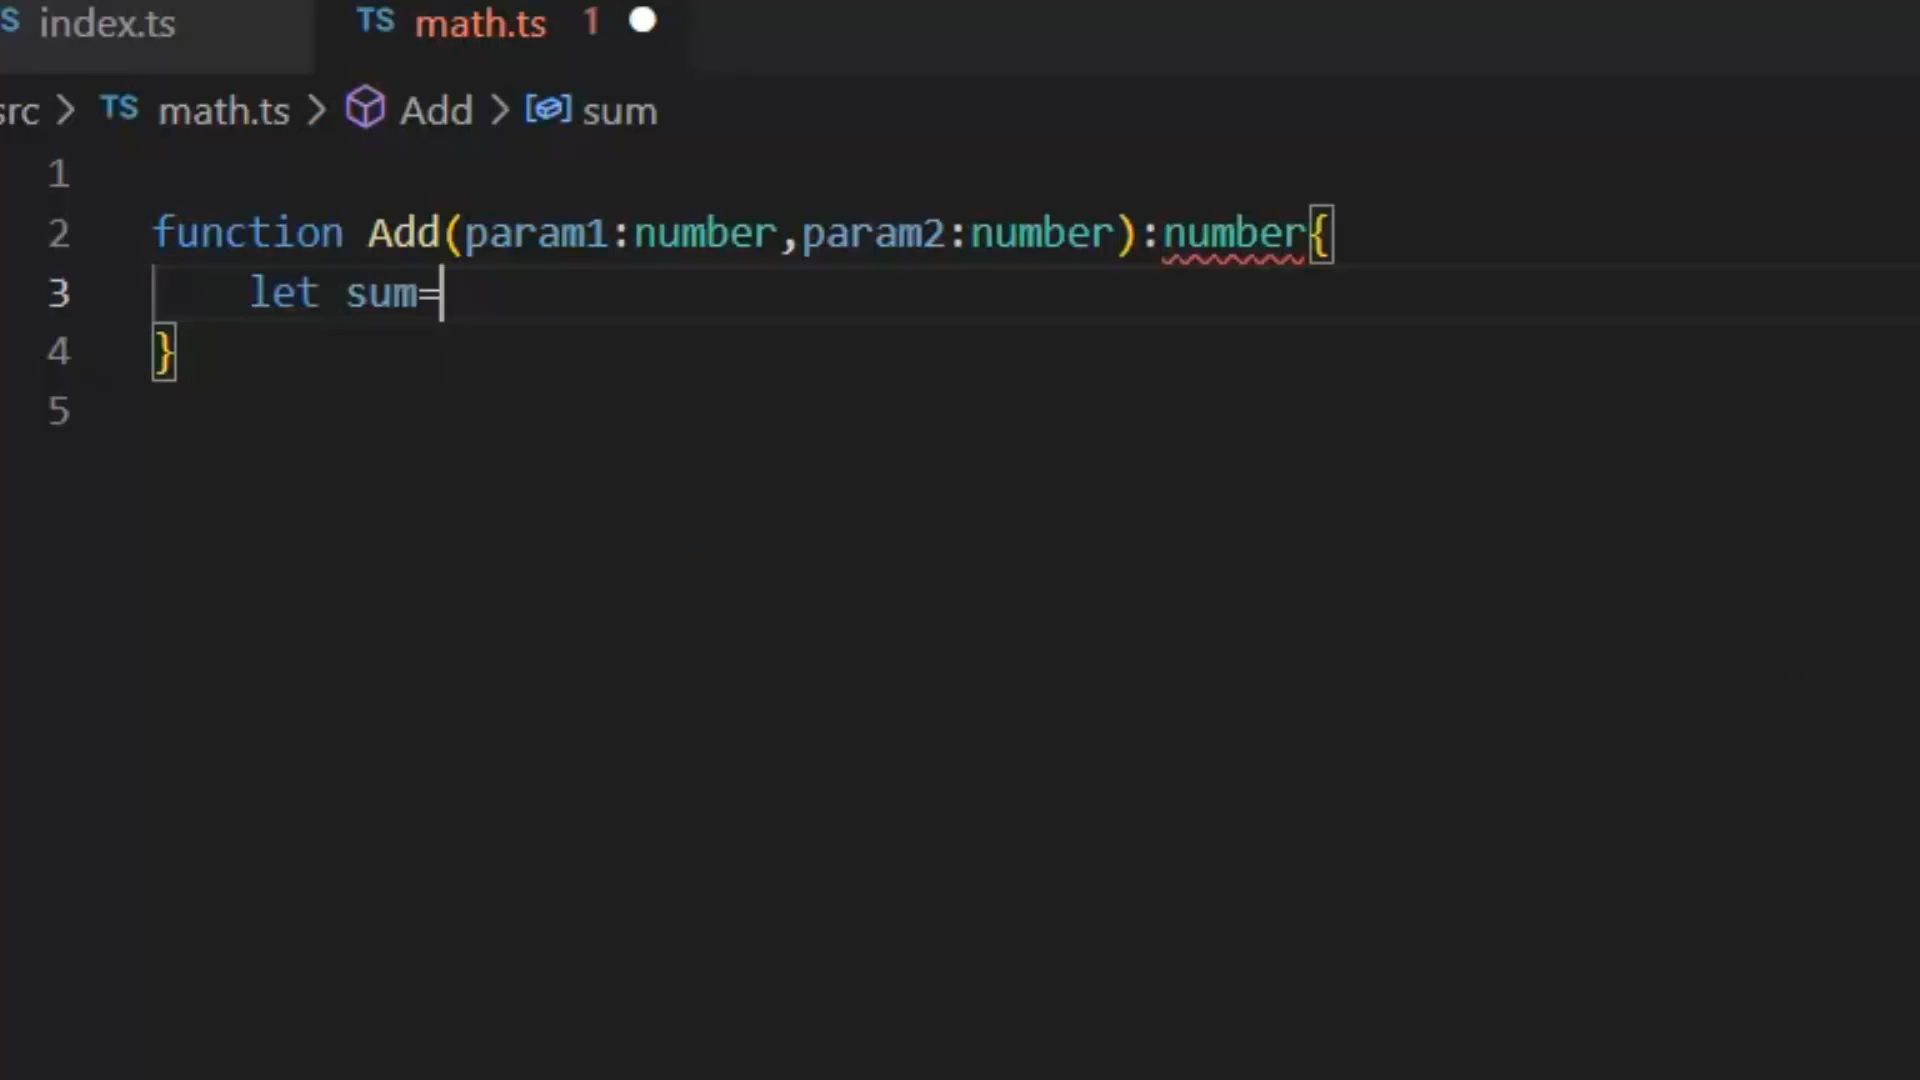 S index.ts TS math.ts 1
src > TS math.ts > Add > sum
1
2 function Add(param1:number,param2:number):number{
3 let sum=
4 }
5